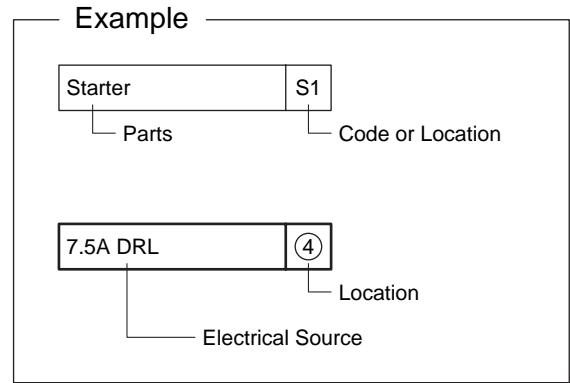 Example
Starter S1
Parts Code or Location
7.5A DRL 4
Location
Electrical Source